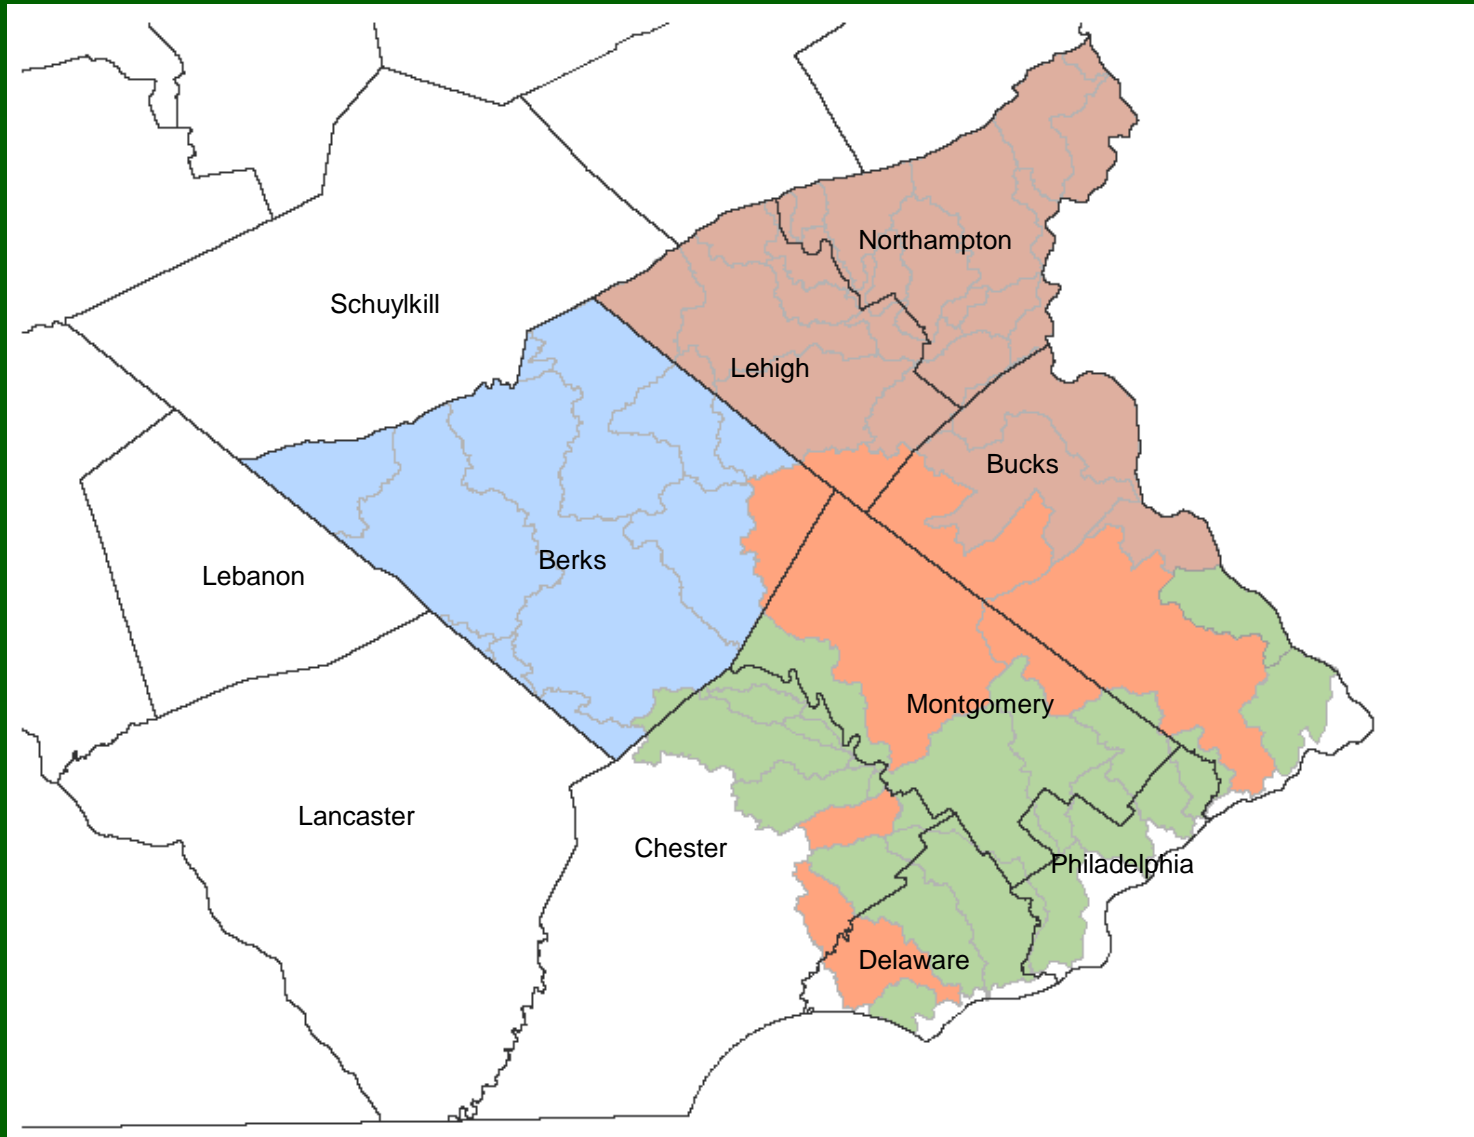 Northampton
Schuylkill
Lehigh
Bucks
Berks
Lebanon
Montgomery
Lancaster
Chester
Philadelphia
Delaware